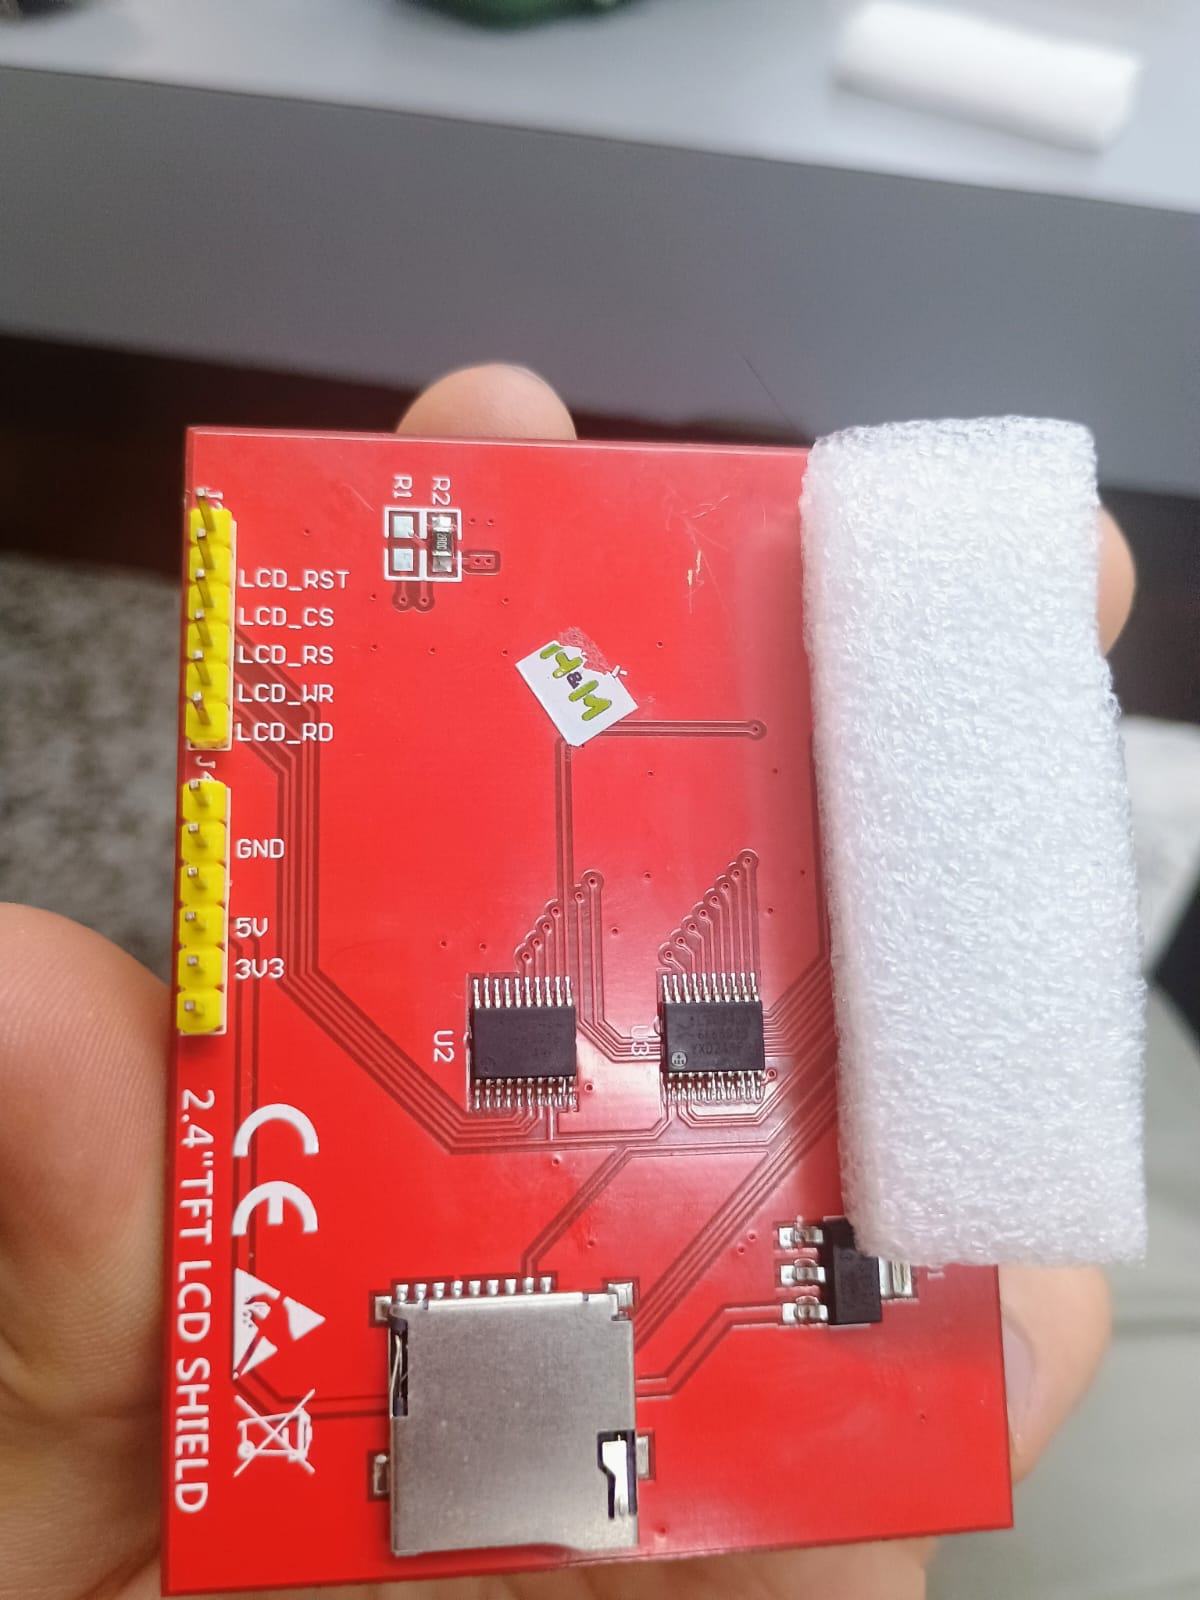 R1
R2
LCD_RST
LCD_CS
LCD_RS
LCD_WR
LCD_RD
GND
5V
3V3
U2
U3
H&M
CE
2.4"TFT LCD SHIELD